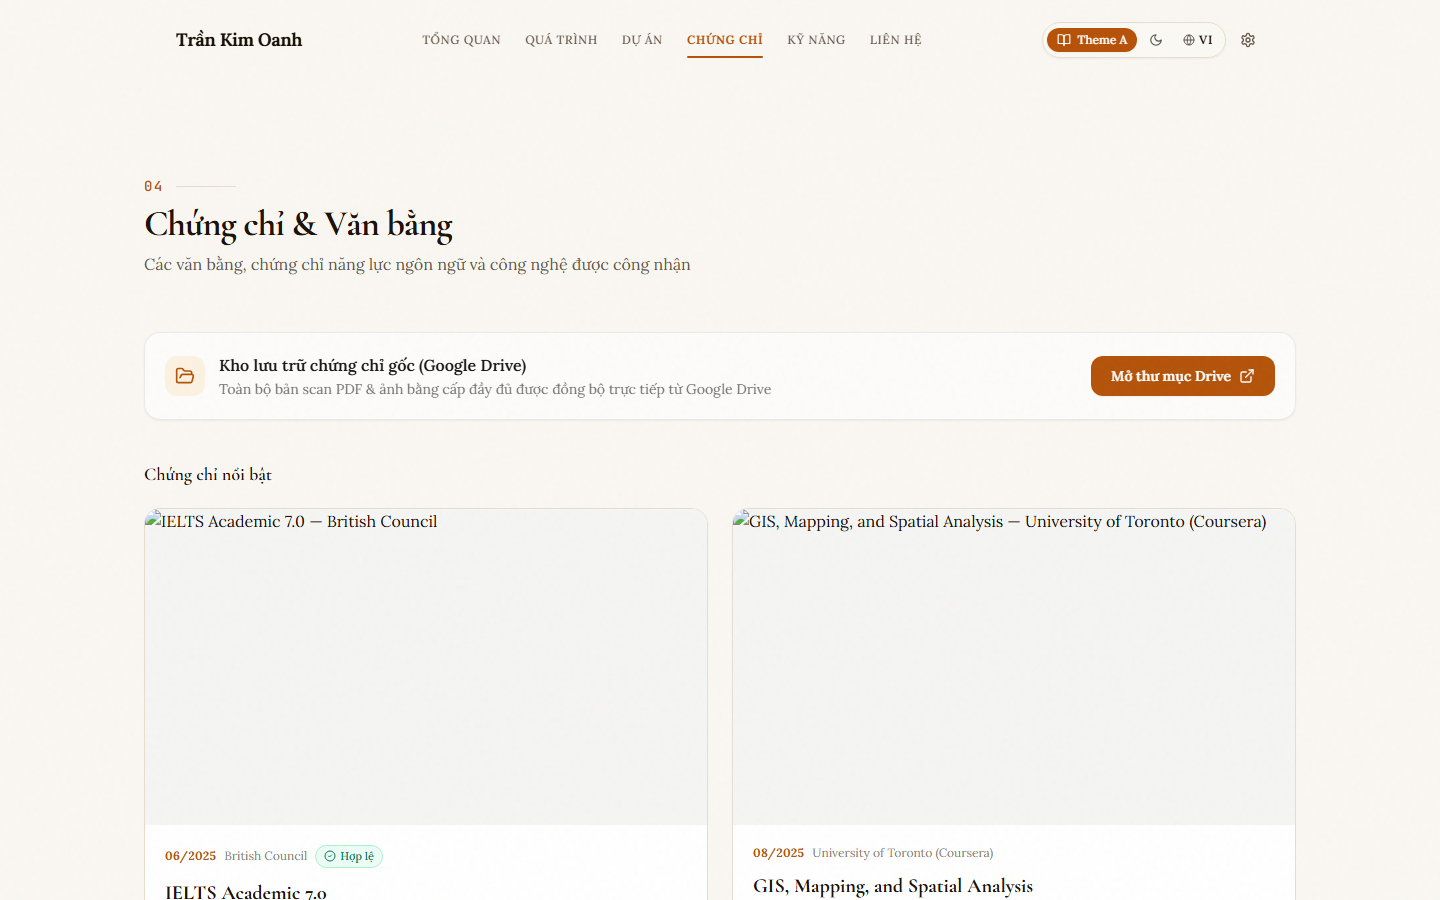 Trần Kim Oanh
TỔNG QUAN
QUÁ TRÌNH
DỰ ÁN
CHỨNG CHỈ
KỸ NĂNG
LIÊN HỆ
Theme A
VI
04
Chứng chỉ & Văn bằng
Các văn bằng, chứng chỉ năng lực ngôn ngữ và công nghệ được công nhận
Kho lưu trữ chứng chỉ gốc (Google Drive)
Toàn bộ bản scan PDF & ảnh bằng cấp đầy đủ được đồng bộ trực tiếp từ Google Drive
Mở thư mục Drive
Chứng chỉ nổi bật
IELTS Academic 7.0 — British Council
GIS, Mapping, and Spatial Analysis — University of Toronto (Coursera)
06/2025 British Council Hợp lệ
IELTS Academic 7.0
08/2025 University of Toronto (Coursera)
GIS, Mapping, and Spatial Analysis